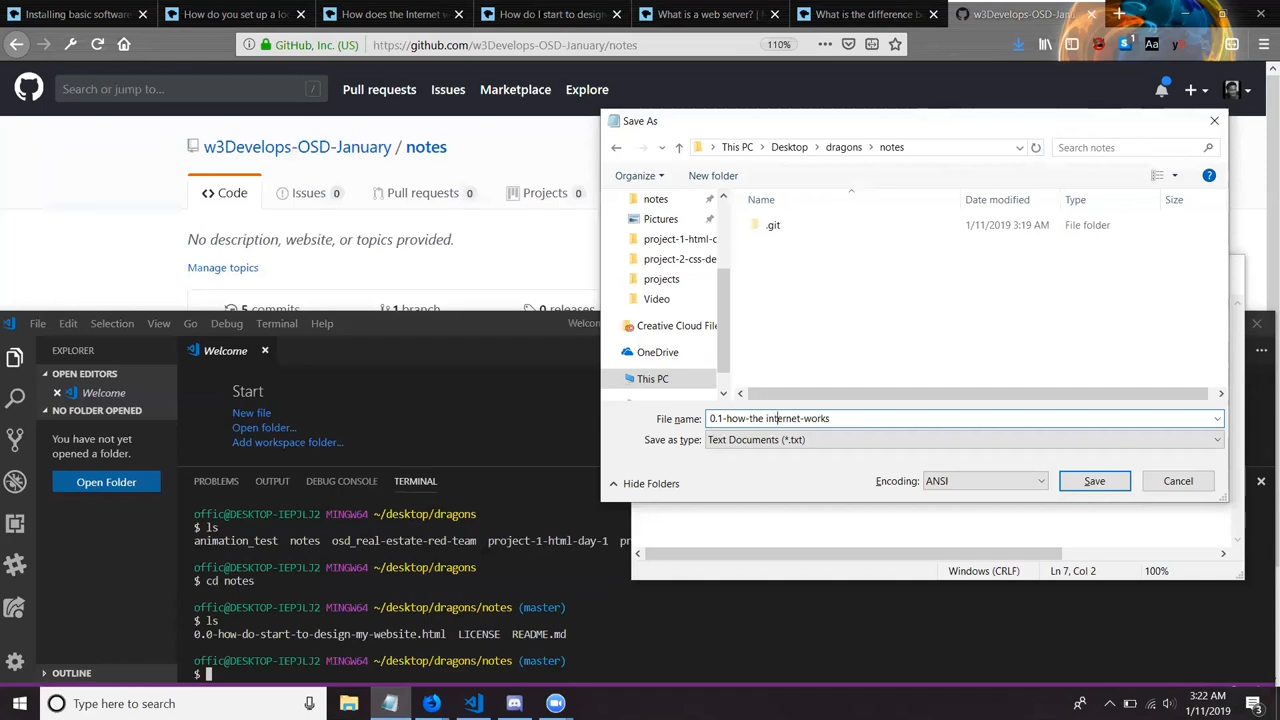 Installing basic software
How do you set up a loc
How does the Internet w
How do I start to design
What is a web server? |
What is the difference b
w3Develops-OSD-Janu
GitHub, Inc. (US)
https://github.com/w3Develops-OSD-January/notes
110%
Search or jump to...
/
Pull requests
Issues
Marketplace
Explore
w3Develops-OSD-January / notes
Code
Issues 0
Pull requests 0
Projects 0
No description, website, or topics provided.
Manage topics
5 commits
1 branch
0 releases
Save As
This PC > Desktop > dragons > notes
Search notes
Organize
New folder
notes
Pictures
project-1-html-c
project-2-css-de
projects
Video
Creative Cloud File
OneDrive
This PC
Name
Date modified
Type
Size
.git
1/11/2019 3:19 AM
File folder
File name:
0.1-how-the internet-works
Save as type:
Text Documents (*.txt)
Hide Folders
Encoding:
ANSI
Save
Cancel
File
Edit
Selection
View
Go
Debug
Terminal
Help
Welcom
EXPLORER
OPEN EDITORS
Welcome
NO FOLDER OPENED
You have not yet
opened a folder.
Open Folder
OUTLINE
Welcome
Start
New file
Open folder...
Add workspace folder...
PROBLEMS
OUTPUT
DEBUG CONSOLE
TERMINAL
offic@DESKTOP-IEPJLJ2 MINGW64 ~/desktop/dragons
$ ls
animation_test notes osd_real-estate-red-team project-1-html-day-1 pr
offic@DESKTOP-IEPJLJ2 MINGW64 ~/desktop/dragons
$ cd notes
offic@DESKTOP-IEPJLJ2 MINGW64 ~/desktop/dragons/notes (master)
$ ls
0.0-how-do-start-to-design-my-website.html LICENSE README.md
offic@DESKTOP-IEPJLJ2 MINGW64 ~/desktop/dragons/notes (master)
$
Windows (CRLF)
Ln 7, Col 2
100%
Type here to search
3:22 AM
1/11/2019
3